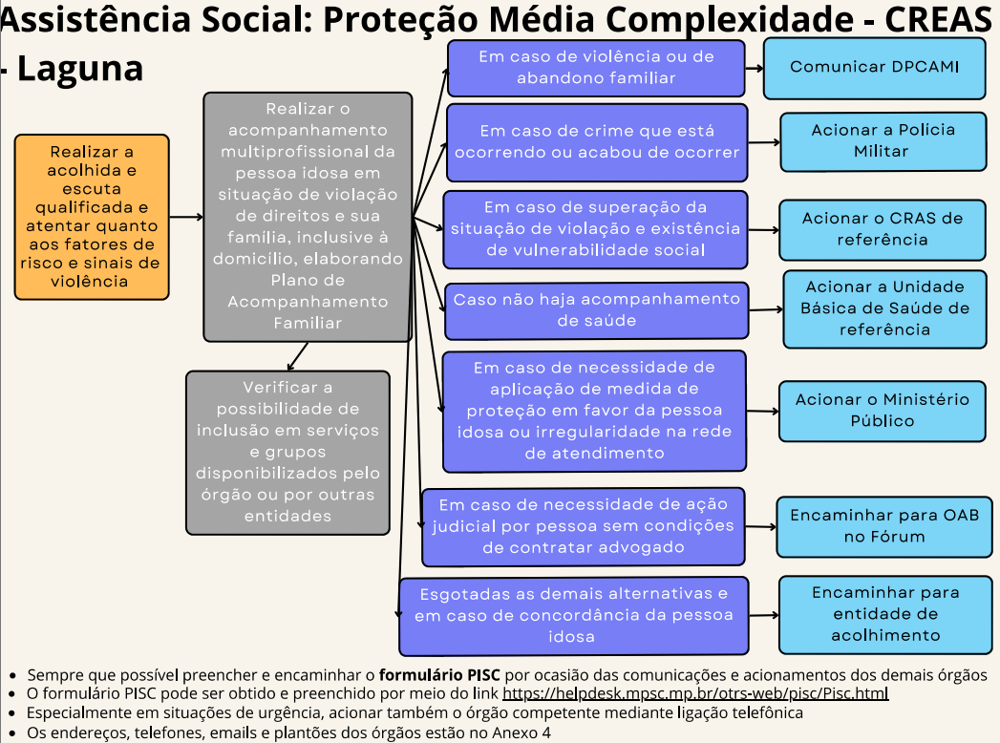 Assistência Social: Proteção Média Complexidade - CREAS
- Laguna
Realizar a
acolhida e
escuta
qualificada e
atentar quanto
aos fatores de
risco e sinais de
violência
Realizar o
acompanhamento
multiprofissional da
pessoa idosa em
situação de violação
de direitos e sua
família, inclusive à
domicílio, elaborando
Plano de
Acompanhamento
Familiar
Verificar a
possibilidade de
inclusão em serviços
e grupos
disponibilizados pelo
órgão ou por outras
entidades
Em caso de violência ou de
abandono familiar
Comunicar DPCAMI
Em caso de crime que está
ocorrendo ou acabou de ocorrer
Acionar a Polícia
Militar
Em caso de superação da
situação de violação e existência
de vulnerabilidade social
Acionar o CRAS de
referência
Caso não haja acompanhamento
de saúde
Acionar a Unidade
Básica de Saúde de
referência
Em caso de necessidade de
aplicação de medida de
proteção em favor da pessoa
idosa ou irregularidade na rede
de atendimento
Acionar o Ministério
Público
Em caso de necessidade de ação
judicial por pessoa sem condições
de contratar advogado
Encaminhar para OAB
no Fórum
Esgotadas as demais alternativas e
em caso de concordância da pessoa
idosa
Encaminhar para
entidade de
acolhimento
• Sempre que possível preencher e encaminhar o formulário PISC por ocasião das comunicações e acionamentos dos demais órgãos
• O formulário PISC pode ser obtido e preenchido por meio do link https://helpdesk.mpsc.mp.br/otrs-web/pisc/Pisc.html
• Especialmente em situações de urgência, acionar também o órgão competente mediante ligação telefônica
• Os endereços, telefones, emails e plantões dos órgãos estão no Anexo 4